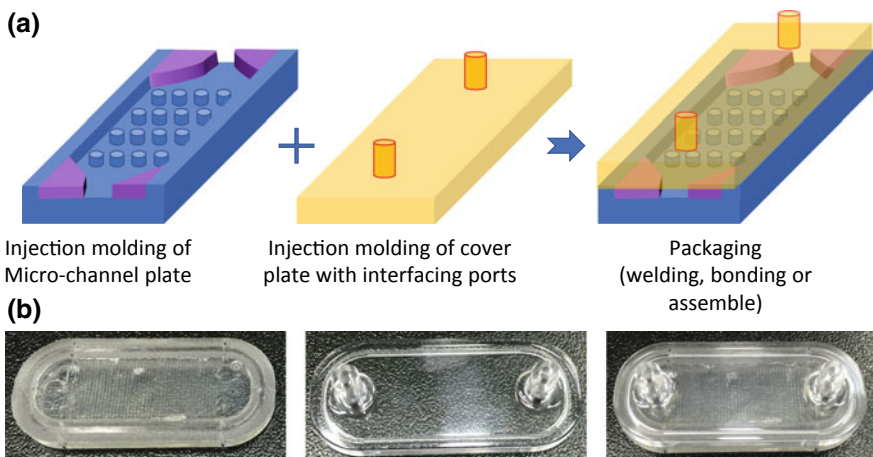 (a)
Injection molding of
Micro-channel plate
Injection molding of cover
plate with interfacing ports
Packaging
(welding, bonding or
assemble)
(b)